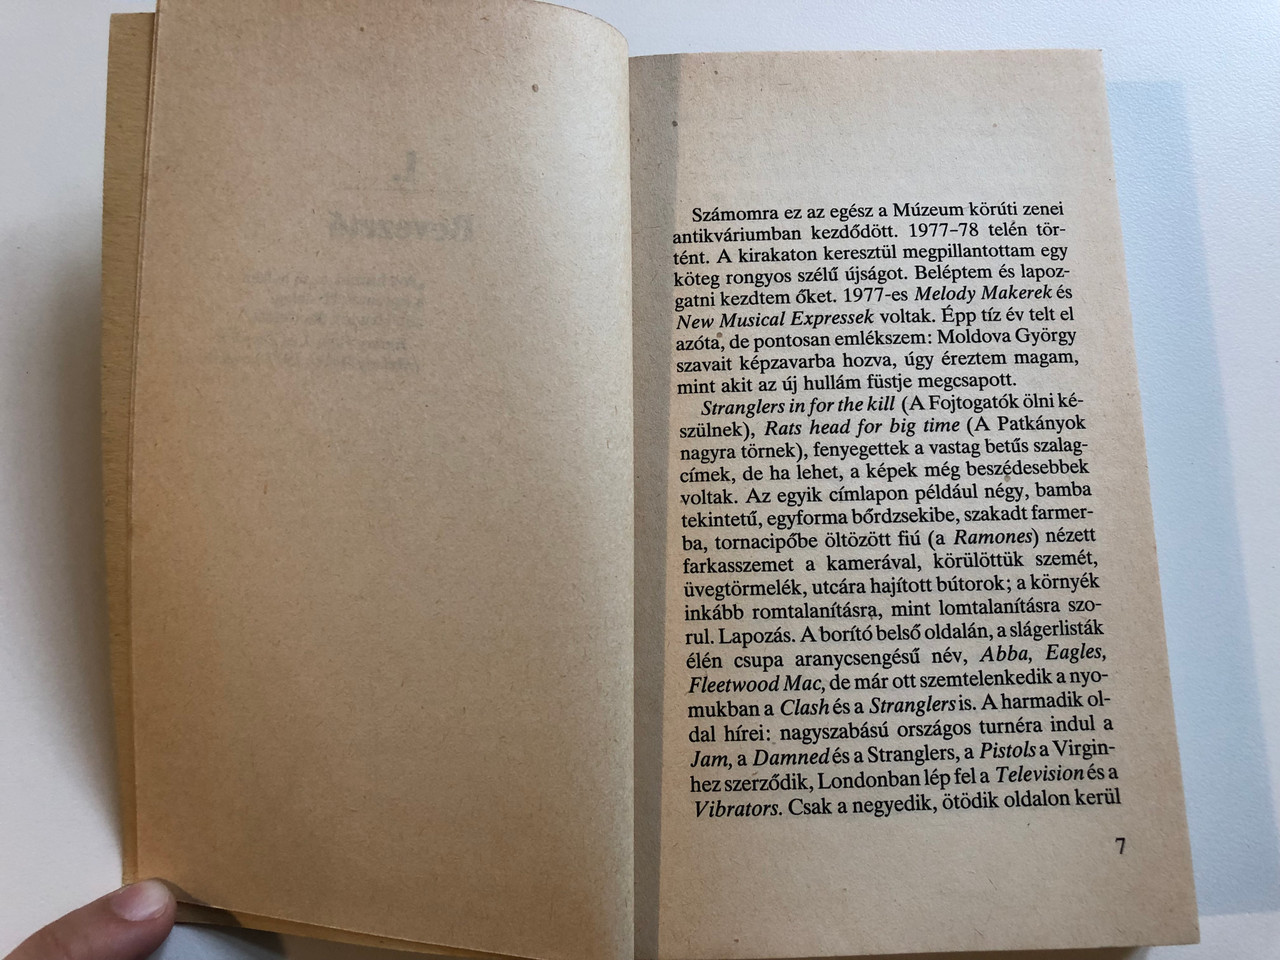 Számomra ez az egész a Múzeum körúti zenei
antikváriumban kezdődött. 1977–78 telén tör-
tént. A kirakaton keresztül megpillantottam egy
köteg rongyos szélű újságot. Beléptem és lapoz-
gatni kezdtem őket. 1977-es Melody Makerek és
New Musical Expressek voltak. Épp tíz év telt el
azóta, de pontosan emlékszem: Moldova György
szavait képzavarba hozva, úgy éreztem magam,
mint akit az új hullám füstje megcsapott.
Stranglers in for the kill (A Fojtogatók ölni ké-
szülnek), Rats head for big time (A Patkányok
nagyra törnek), fenyegettek a vastag betűs szalag-
címek, de ha lehet, a képek még beszédesebbek
voltak. Az egyik címlapon például négy, bamba
tekintetű, egyforma bőrdzsekibe, szakadt farmer-
ba, tornacipőbe öltözött fiú (a Ramones) nézett
farkasszemet a kamerával, körülöttük szemét,
üvegtörmelék, utcára hajított bútorok; a környék
inkább romtalanításra, mint lomtalanításra szo-
rul. Lapozás. A borító belső oldalán, a slágerlisták
élén csupa aranycsengésű név, Abba, Eagles,
Fleetwood Mac, de már ott szemtelenkedik a nyo-
mukban a Clash és a Stranglers is. A harmadik ol-
dal hírei: nagyszabású országos turnéra indul a
Jam, a Damned és a Stranglers, a Pistols a Virgin-
hez szerződik, Londonban lép fel a Television és a
Vibrators. Csak a negyedik, ötödik oldalon kerül
7